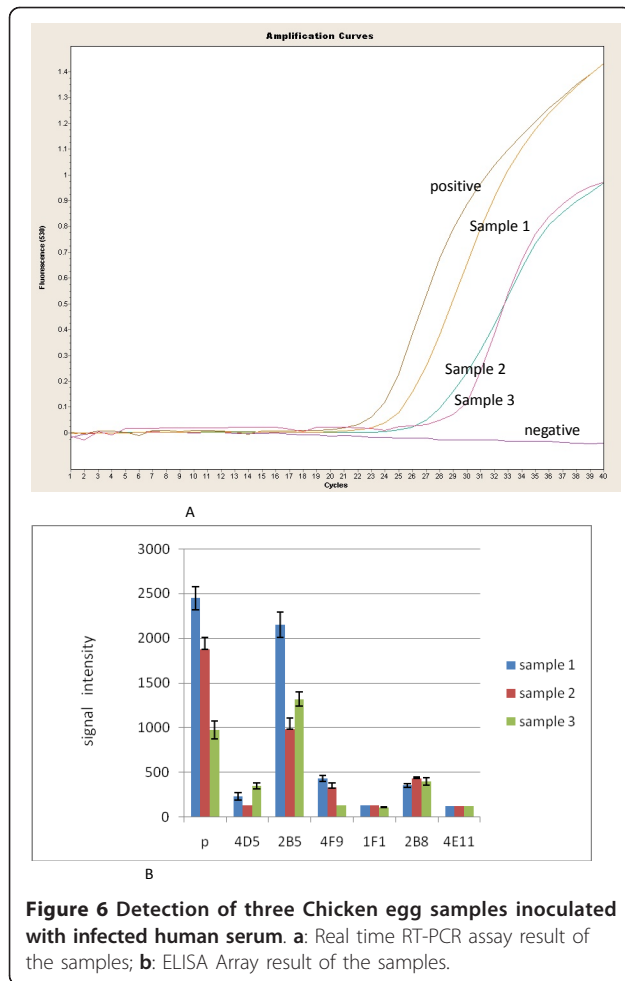 Amplification Curves
1.4
1.3
1.2
1.1
1
0.9
0.8
0.7
0.6
0.5
0.4
0.3
0.2
0.1
0
Fluorescence (530)
positive
Sample 1
Sample 2
Sample 3
negative
1 2 3 4 5 6 7 8 9 10 11 12 13 14 15 16 17 18 19 20 21 22 23 24 25 26 27 28 29 30 31 32 33 34 35 36 37 38 39 40
Cycles
A
3000
2500
2000
1500
1000
500
0
signal intensity
p 4D5 2B5 4F9 1F1 2B8 4E11
sample 1
sample 2
sample 3
B
Figure 6 Detection of three Chicken egg samples inoculated
with infected human serum. a: Real time RT-PCR assay result of
the samples; b: ELISA Array result of the samples.